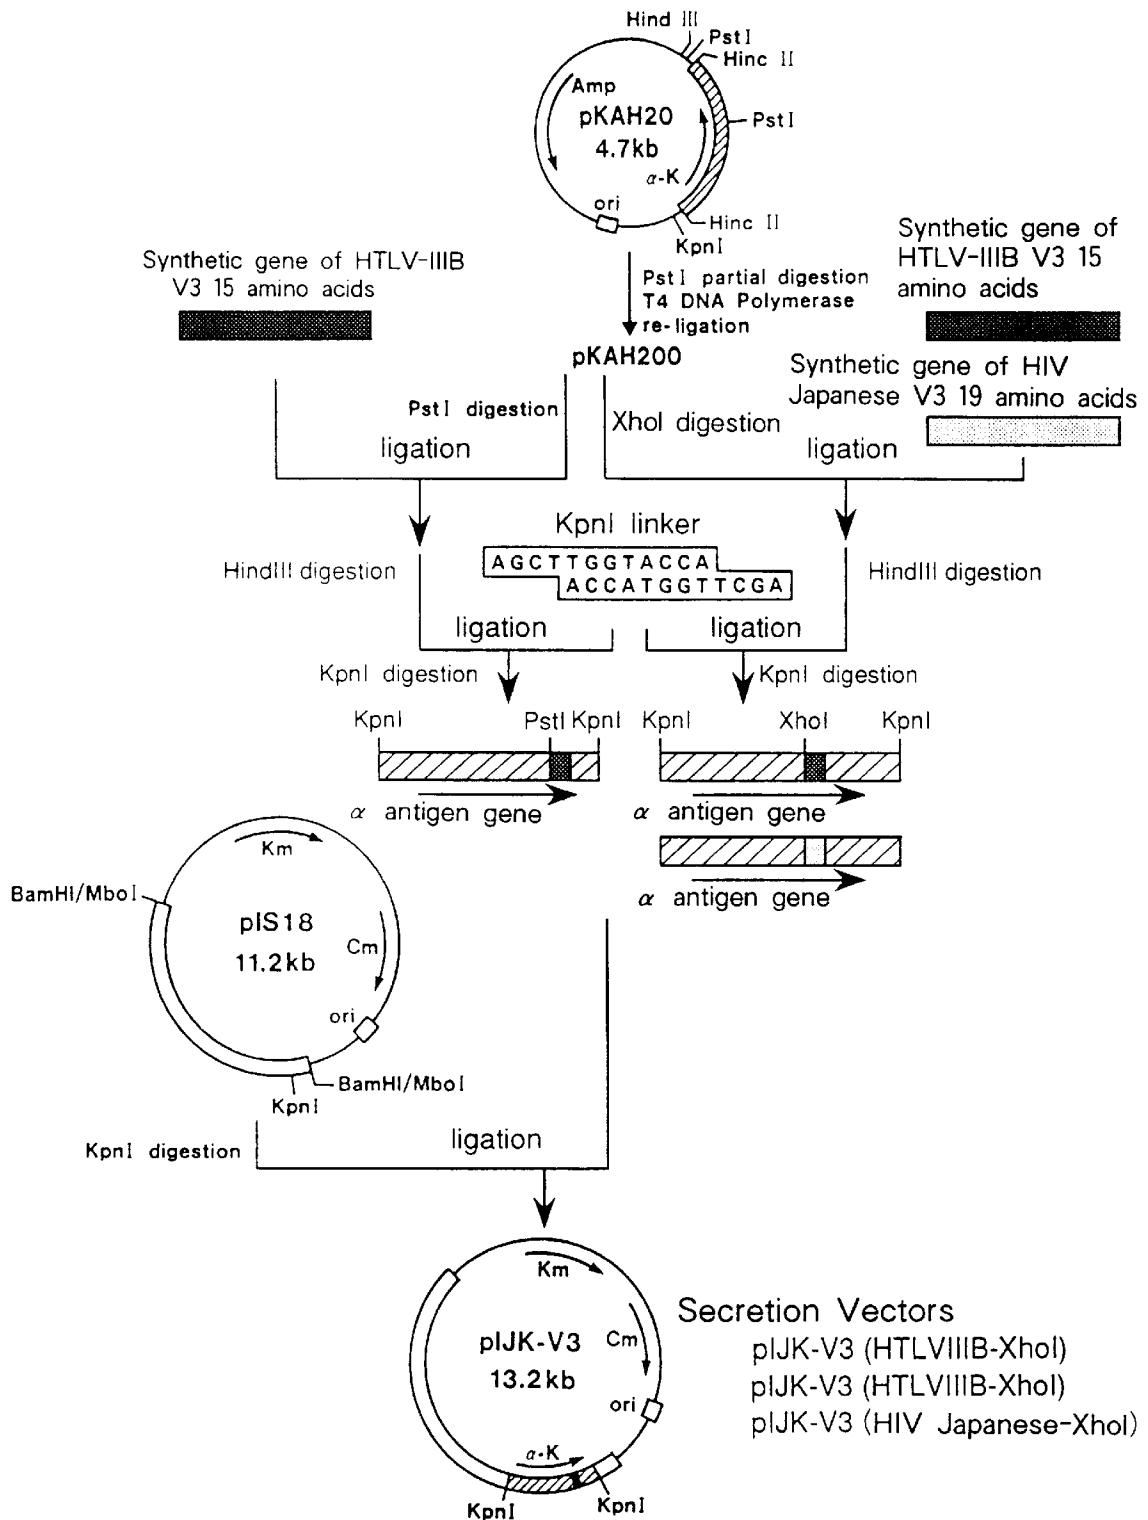 Hind III
PstI
Hinc II
Amp
pKAH20
4.7kb
PstI
α-K
ori
Hinc II
KpnI
Synthetic gene of HTLV-IIIB
V3 15 amino acids
PstI partial digestion
T4 DNA Polymerase
re-ligation
pKAH200
Synthetic gene of
HTLV-IIIB V3 15
amino acids
Synthetic gene of HIV
Japanese V3 19 amino acids
PstI digestion
ligation
XhoI digestion
ligation
KpnI linker
AGCTTGGTACCA
ACCATGGTTCGA
HindIII digestion
HindIII digestion
ligation
ligation
KpnI digestion
KpnI digestion
KpnI
PstI
KpnI
KpnI
XhoI
KpnI
α antigen gene
α antigen gene
α antigen gene
Km
BamHI/MboI
pIS18
11.2kb
Cm
ori
BamHI/MboI
KpnI
KpnI digestion
ligation
Km
pIJK-V3
13.2kb
Cm
ori
α-K
KpnI
KpnI
Secretion Vectors
pIJK-V3 (HTLVIIIB-XhoI)
pIJK-V3 (HTLVIIIB-XhoI)
pIJK-V3 (HIV Japanese-XhoI)